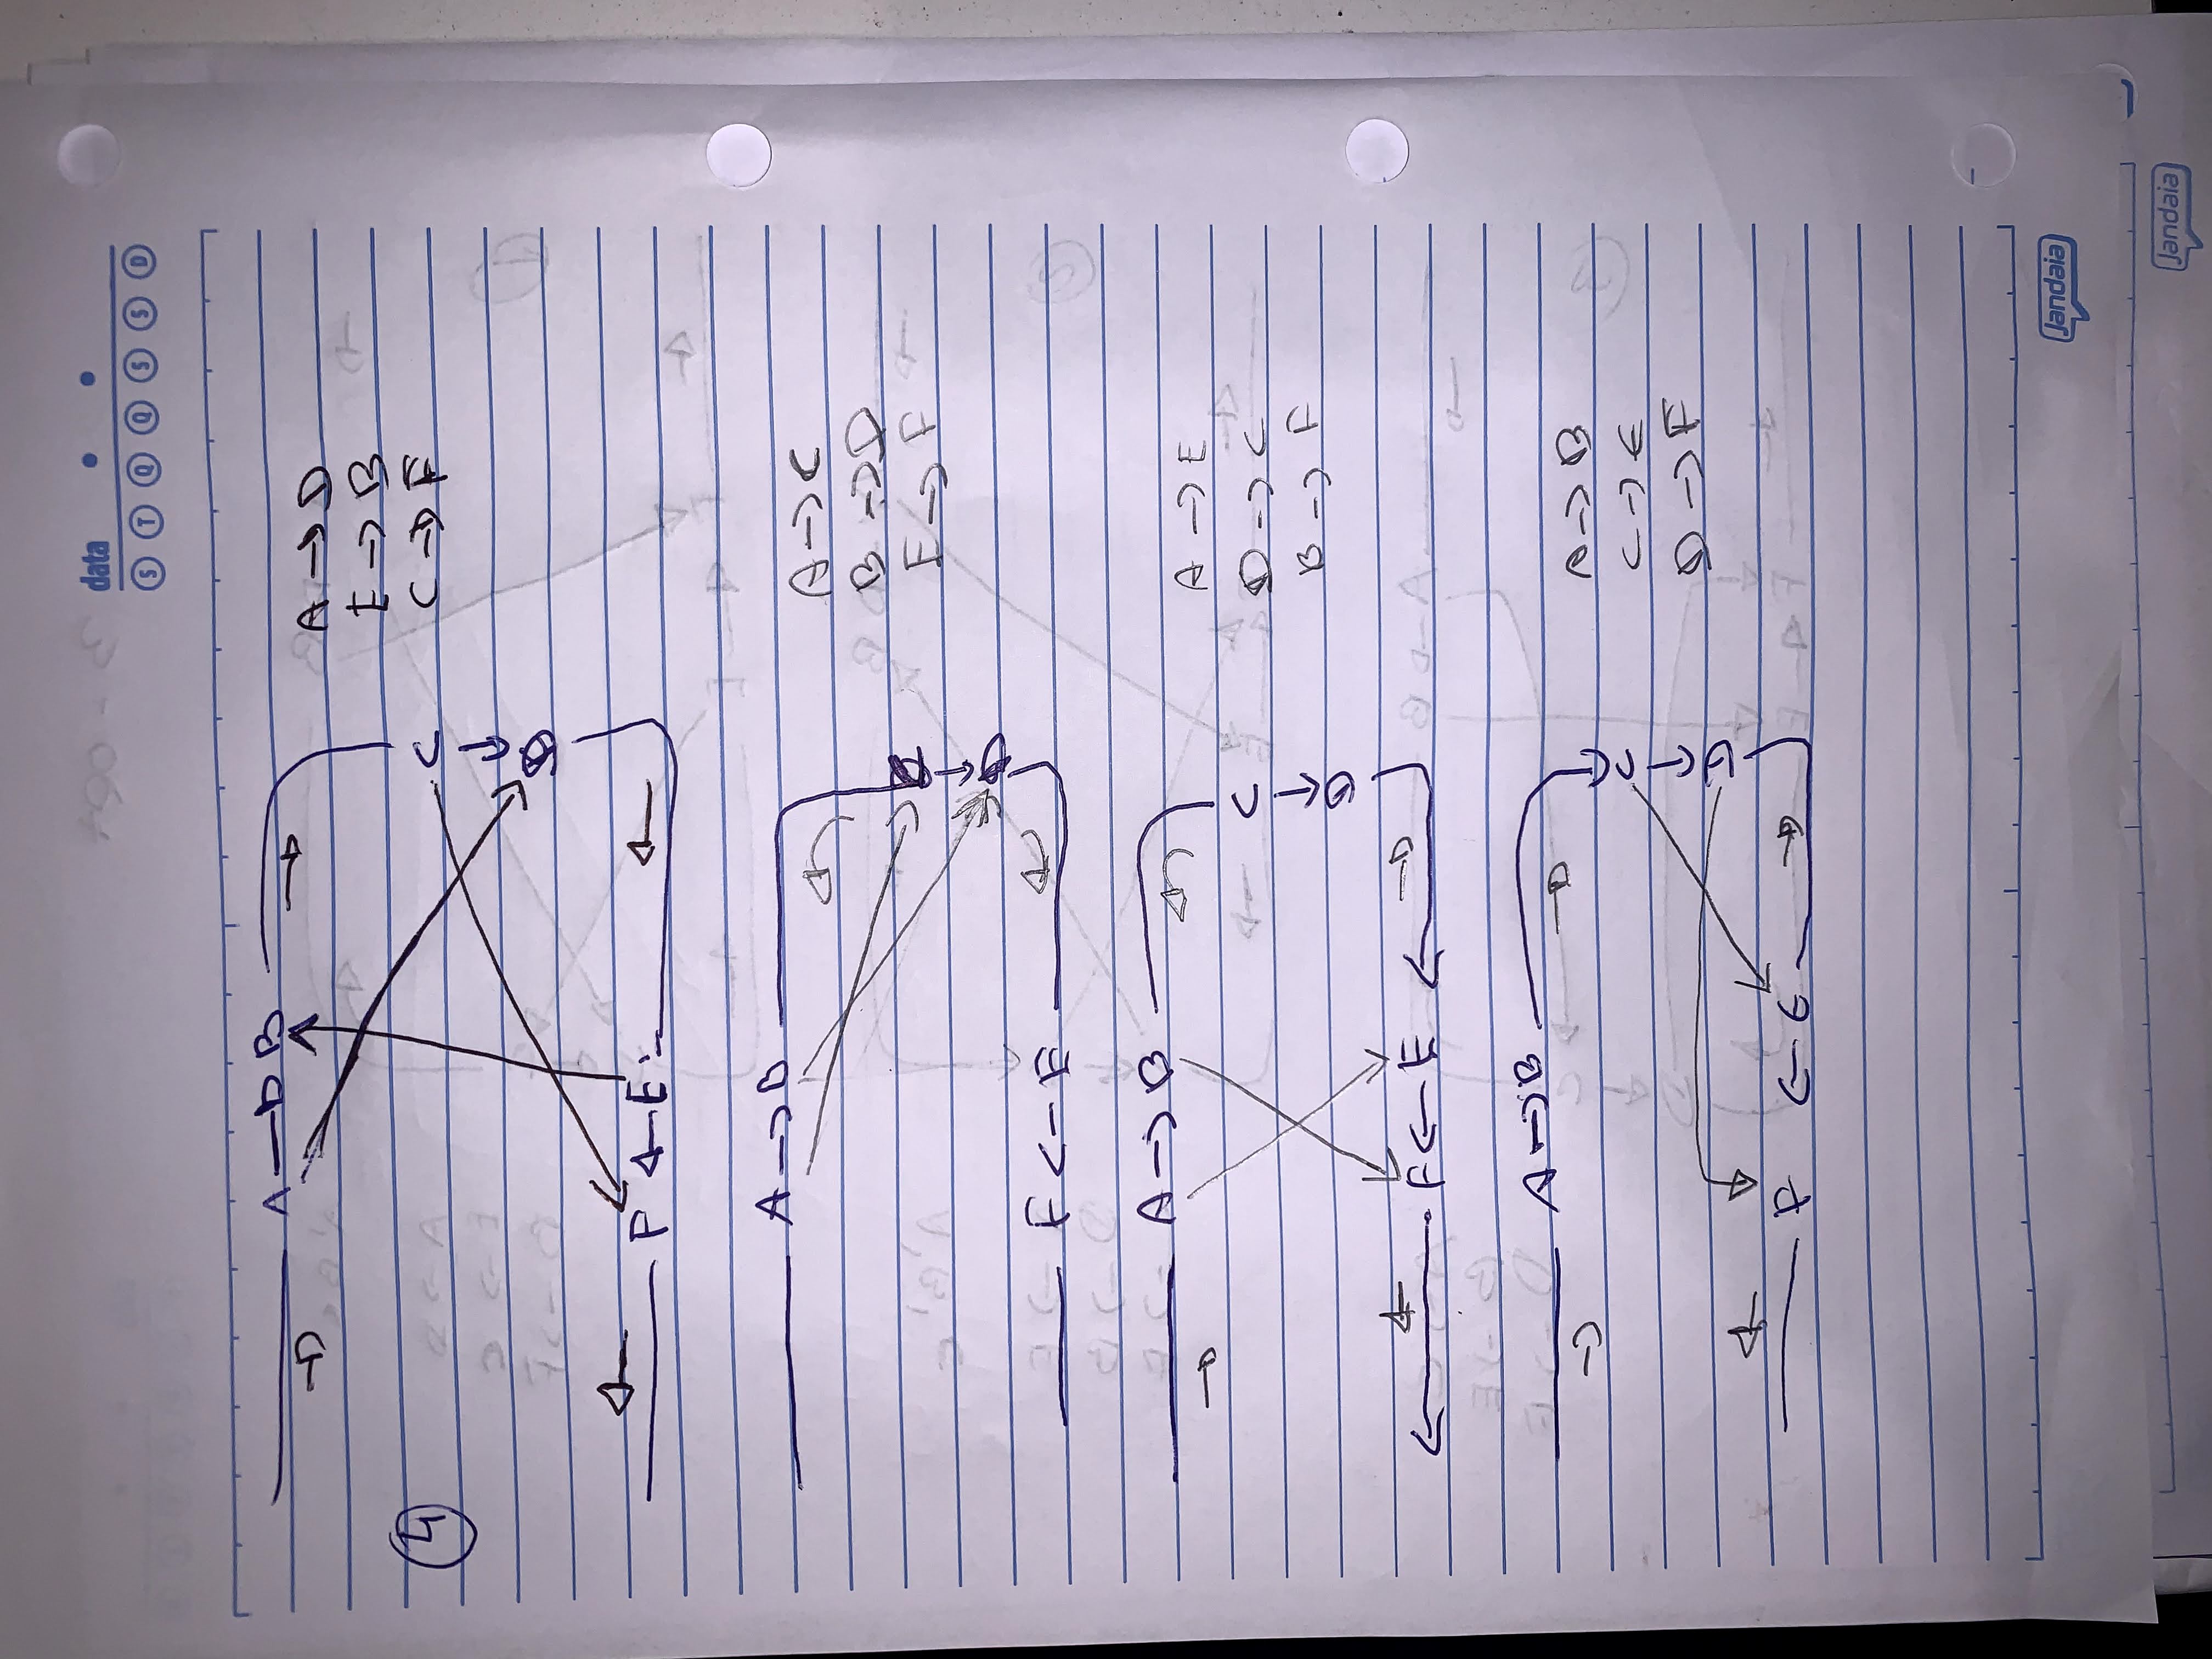 data
S T Q Q S S D
A → B
A → D
E → B
4
C
C → F
D
F ← E
A → B
A → C
B → D
C
E → F
D
F ← E
A → B
A → E
C
D → C
B → F
D
F ← E
A → B
A → B
C
C → E
D → F
D
F ← E
Jandaia
Jandaia